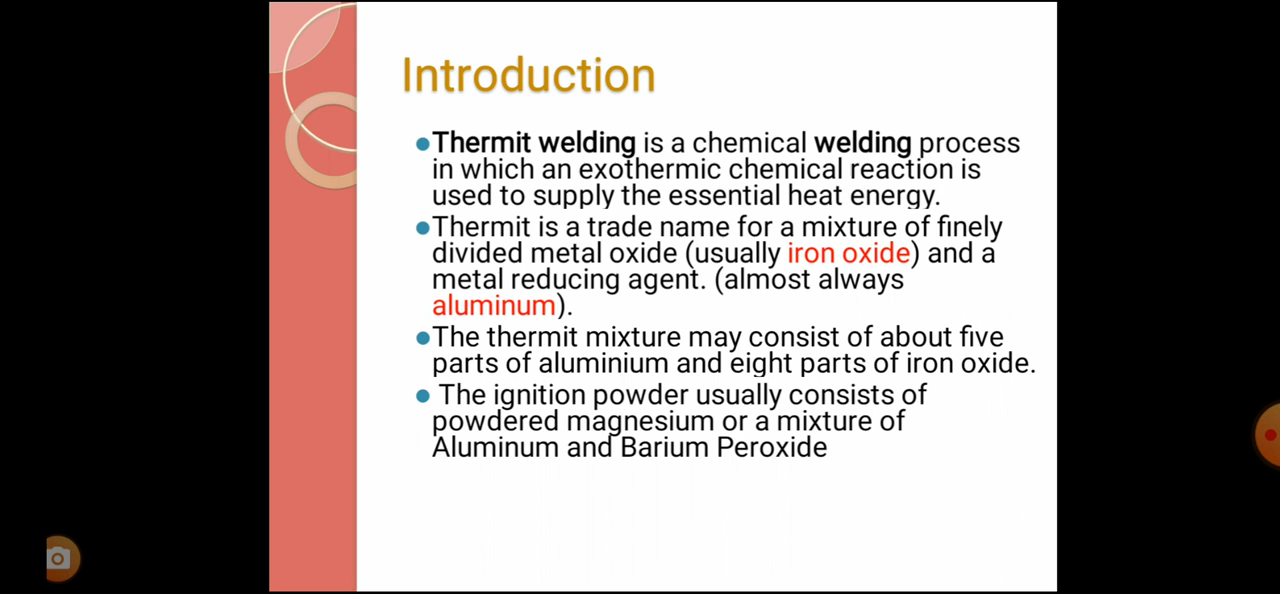 Introduction
●Thermit welding is a chemical welding process
in which an exothermic chemical reaction is
used to supply the essential heat energy.
●Thermit is a trade name for a mixture of finely
divided metal oxide (usually iron oxide) and a
metal reducing agent. (almost always
aluminum).
●The thermit mixture may consist of about five
parts of aluminium and eight parts of iron oxide.
● The ignition powder usually consists of
powdered magnesium or a mixture of
Aluminum and Barium Peroxide